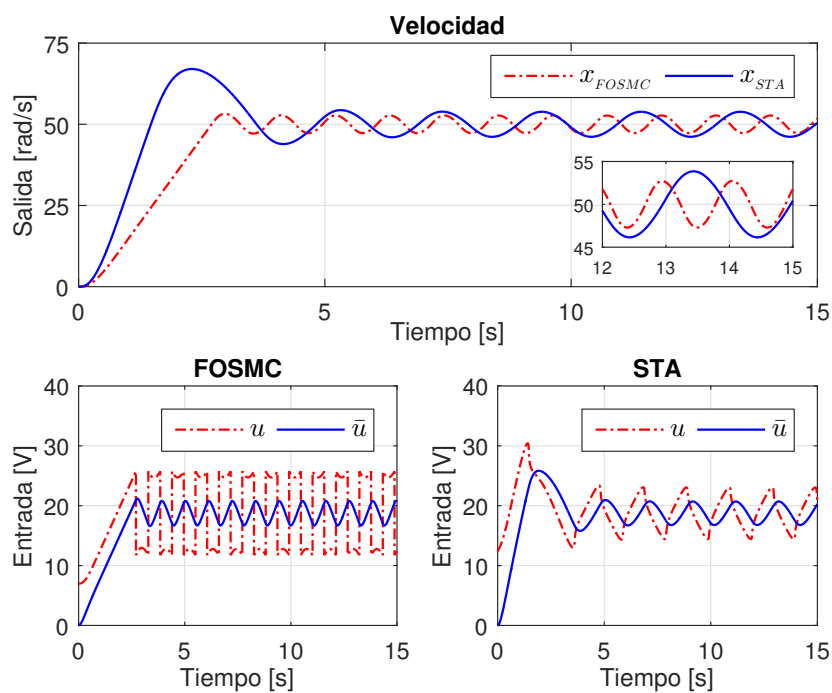 Velocidad
75
50
25
0
Salida [rad/s]
x_FOSMC x_STA
55
50
45
12 13 14 15
0 5 10 15
Tiempo [s]
FOSMC
40
30
20
10
0
Entrada [V]
u ū
0 5 10 15
Tiempo [s]
STA
40
30
20
10
0
Entrada [V]
u ū
0 5 10 15
Tiempo [s]